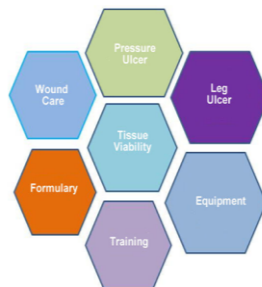 Pressure
Ulcer
Wound
Care
Leg
Ulcer
Tissue
Viability
Formulary
Equipment
Training